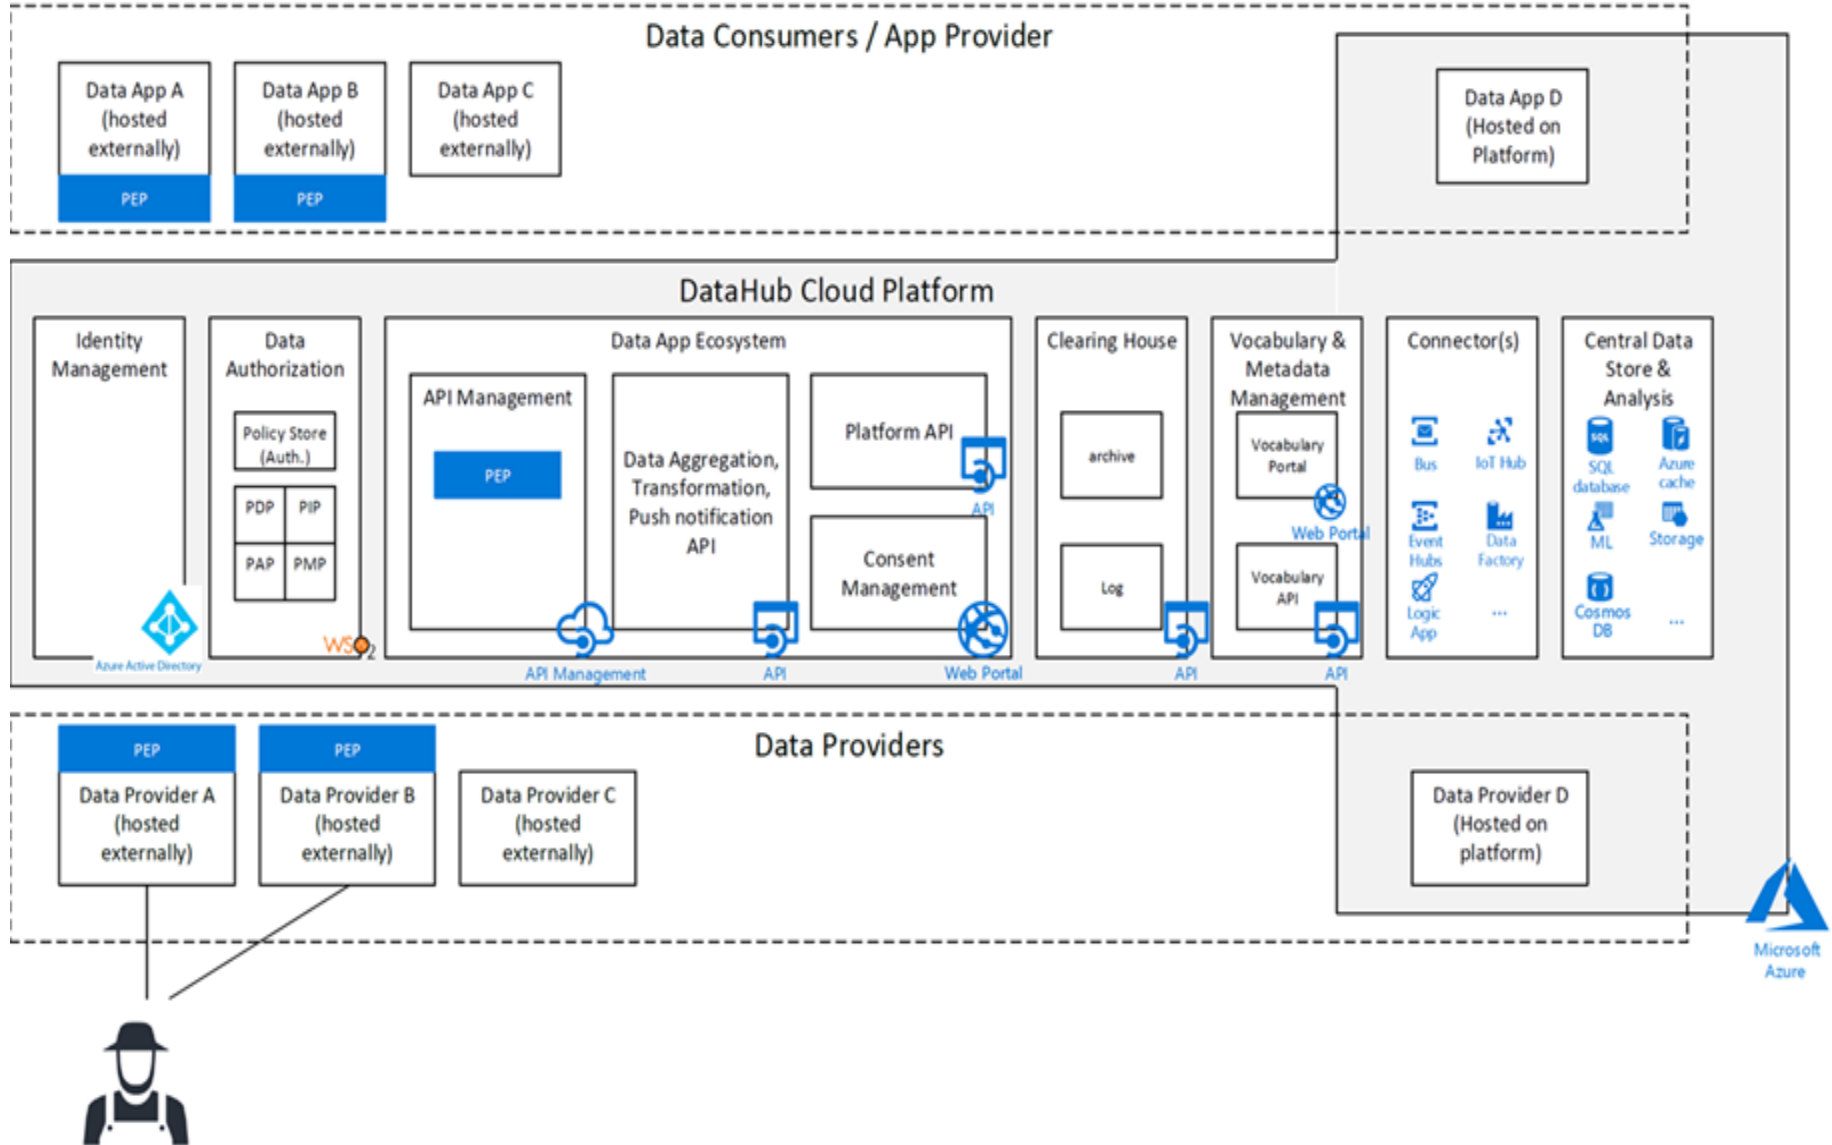 Data Consumers / App Provider
Data App A
(hosted
externally)
PEP
Data App B
(hosted
externally)
PEP
Data App C
(hosted
externally)
Data App D
(Hosted on
Platform)
DataHub Cloud Platform
Identity
Management
Azure Active Directory
Data
Authorization
Policy Store
(Auth.)
PDP
PIP
PAP
PMP
WSO2
Data App Ecosystem
API Management
PEP
API Management
Data Aggregation,
Transformation,
Push notification
API
API
Platform API
API
Consent
Management
Web Portal
Clearing House
archive
Log
API
Vocabulary &
Metadata
Management
Vocabulary
Portal
Web Portal
Vocabulary
API
API
Connector(s)
Bus
IoT Hub
Event
Hubs
Data
Factory
Logic
App
...
Central Data
Store &
Analysis
SQL
SQL
database
Azure
cache
ML
Storage
Cosmos
DB
...
Data Providers
PEP
Data Provider A
(hosted
externally)
PEP
Data Provider B
(hosted
externally)
Data Provider C
(hosted
externally)
Data Provider D
(Hosted on
platform)
Microsoft
Azure